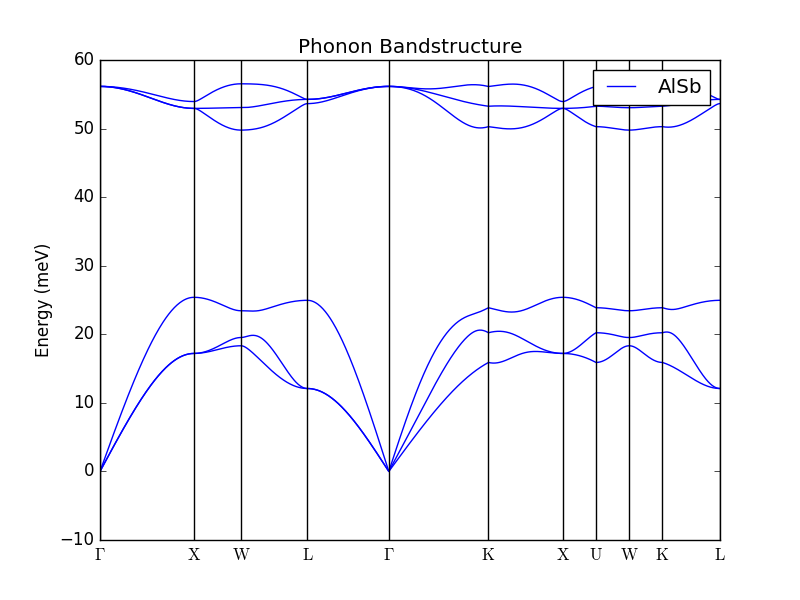 Phonon Bandstructure
AlSb
Energy (meV)
60
50
40
30
20
10
0
−10
Γ X W L Γ K X U W K L